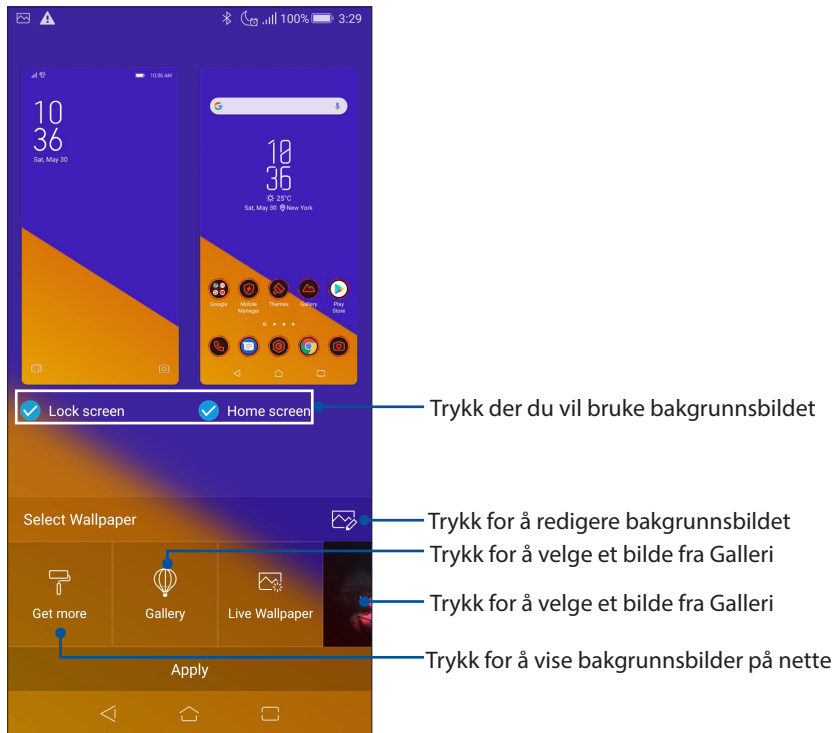 100% 3:29
10:36 AM
10
36
Sat, May 30
G
10
36
25°C
Sat, May 30 New York
Google Mobile Manager Themes Gallery Play Store
Lock screen Home screen
Trykk der du vil bruke bakgrunnsbildet
Select Wallpaper
Trykk for å redigere bakgrunnsbildet
Trykk for å velge et bilde fra Galleri
Get more Gallery Live Wallpaper
Trykk for å velge et bilde fra Galleri
Trykk for å vise bakgrunnsbilder på nette
Apply